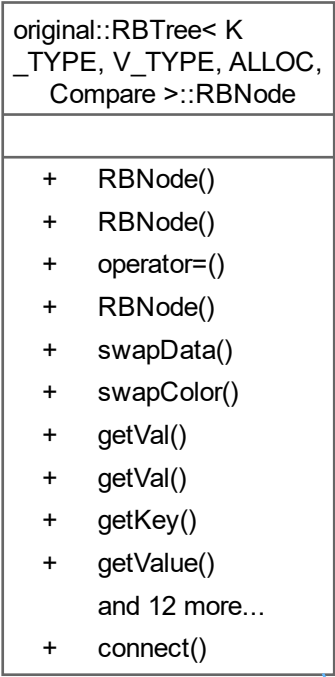 original::RBTree< K
_TYPE, V_TYPE, ALLOC,
Compare >::RBNode
+ RBNode()
+ RBNode()
+ operator=()
+ RBNode()
+ swapData()
+ swapColor()
+ getVal()
+ getVal()
+ getKey()
+ getValue()
and 12 more...
+ connect()